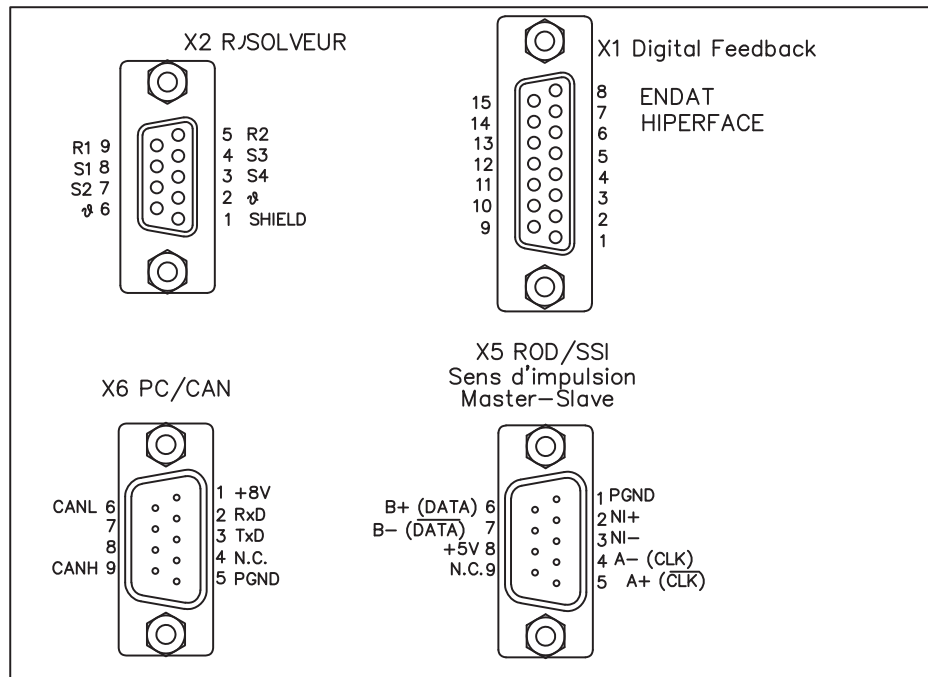 X2 R/SOLVEUR
R1 9
S1 8
S2 7
ϑ 6
5 R2
4 S3
3 S4
2 ϑ
1 SHIELD
X1 Digital Feedback
ENDAT
HIPERFACE
15
14
13
12
11
10
9
8
7
6
5
4
3
2
1
X6 PC/CAN
CANL 6
7
8
CANH 9
1 +8V
2 RxD
3 TxD
4 N.C.
5 PGND
X5 ROD/SSI
Sens d'impulsion
Master-Slave
B+ (DATA) 6
B- (D̅A̅T̅A̅) 7
+5V 8
N.C. 9
1 PGND
2 NI+
3 NI-
4 A- (CLK)
5 A+ (C̅L̅K̅)